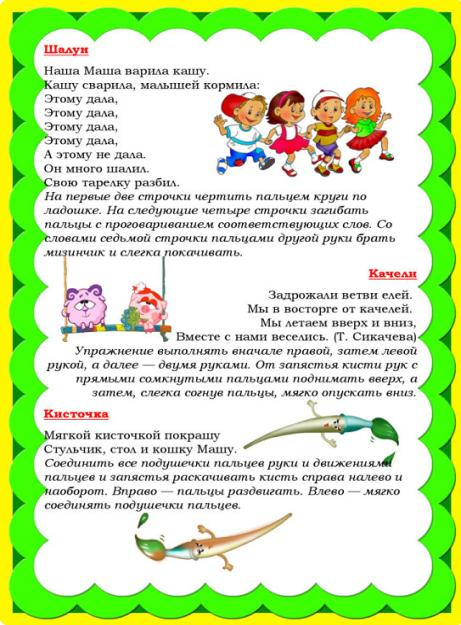 Шалун
Наша Маша варила кашу.
Кашу сварила, малышей кормила:
Этому дала,
Этому дала,
Этому дала,
Этому дала,
А этому не дала.
Он много шалил.
Свою тарелку разбил.
На первые две строчки чертить пальцем круги по
ладошке. На следующие четыре строчки загибать
пальцы с проговариванием соответствующих слов. Со
словами седьмой строчки пальцами другой руки брать
мизинчик и слегка покачивать.
Качели
Задрожали ветви елей.
Мы в восторге от качелей.
Мы летаем вверх и вниз,
Вместе с нами веселись. (Т. Сикачева)
Упражнение выполнять вначале правой, затем левой
рукой, а далее — двумя руками. От запястья кисти рук с
прямыми сомкнутыми пальцами поднимать вверх, а
затем, слегка согнув пальцы, мягко опускать вниз.
Кисточка
Мягкой кисточкой покрашу
Стульчик, стол и кошку Машу.
Соединить все подушечки пальцев руки и движениями
пальцев и запястья раскачивать кисть справа налево и
наоборот. Вправо — пальцы раздвигать. Влево — мягко
соединять подушечки пальцев.